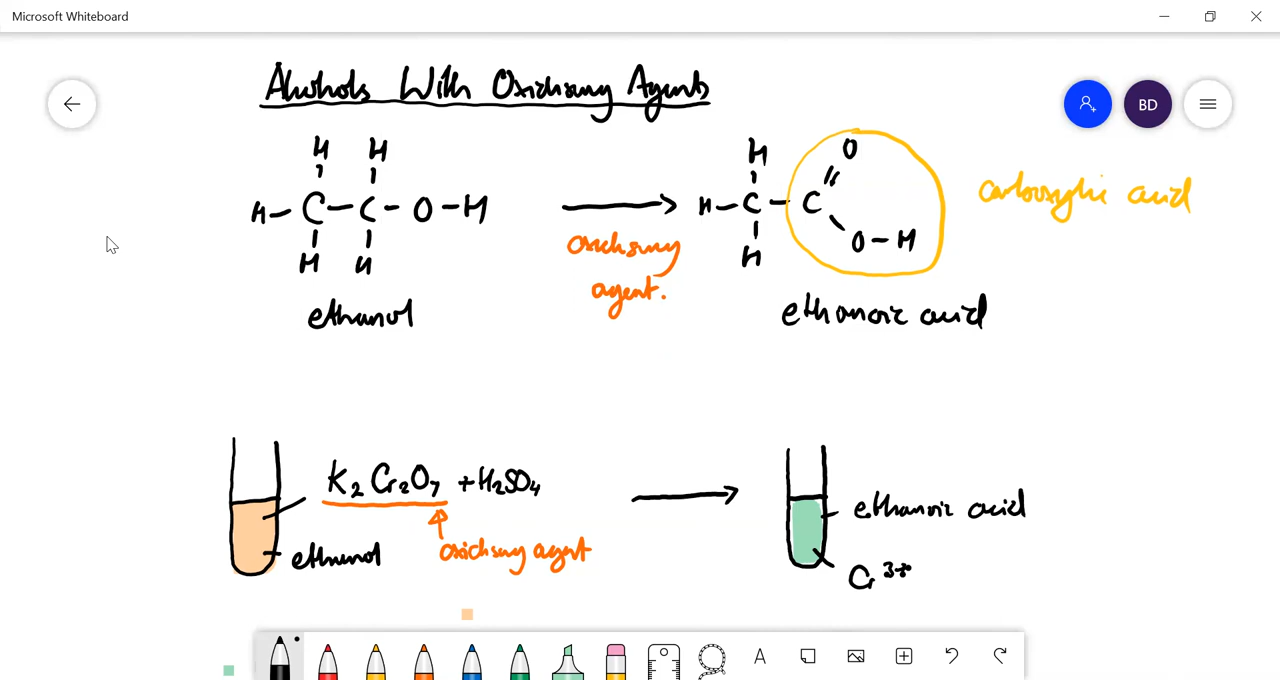 Microsoft Whiteboard
Alcohols With Oxidising Agents
BD
H H
H-C-C-O-H
H H
ethanol
oxidising
agent.
H O
H-C-C
O-H
H
ethanoic acid
carboxylic acid
K2Cr2O7 +H2SO4
ethanol
oxidising agent
ethanoic acid
Cr3+
A